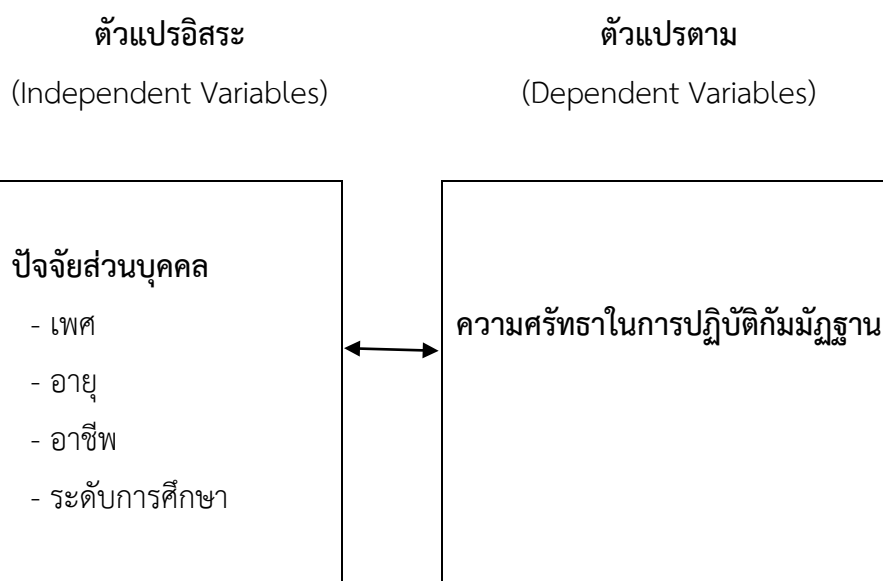 ตัวแปรอิสระ
(Independent Variables)
ตัวแปรตาม
(Dependent Variables)
ปัจจัยส่วนบุคคล
- เพศ
- อายุ
- อาชีพ
- ระดับการศึกษา
ความศรัทธาในการปฏิบัติกัมมัฏฐาน